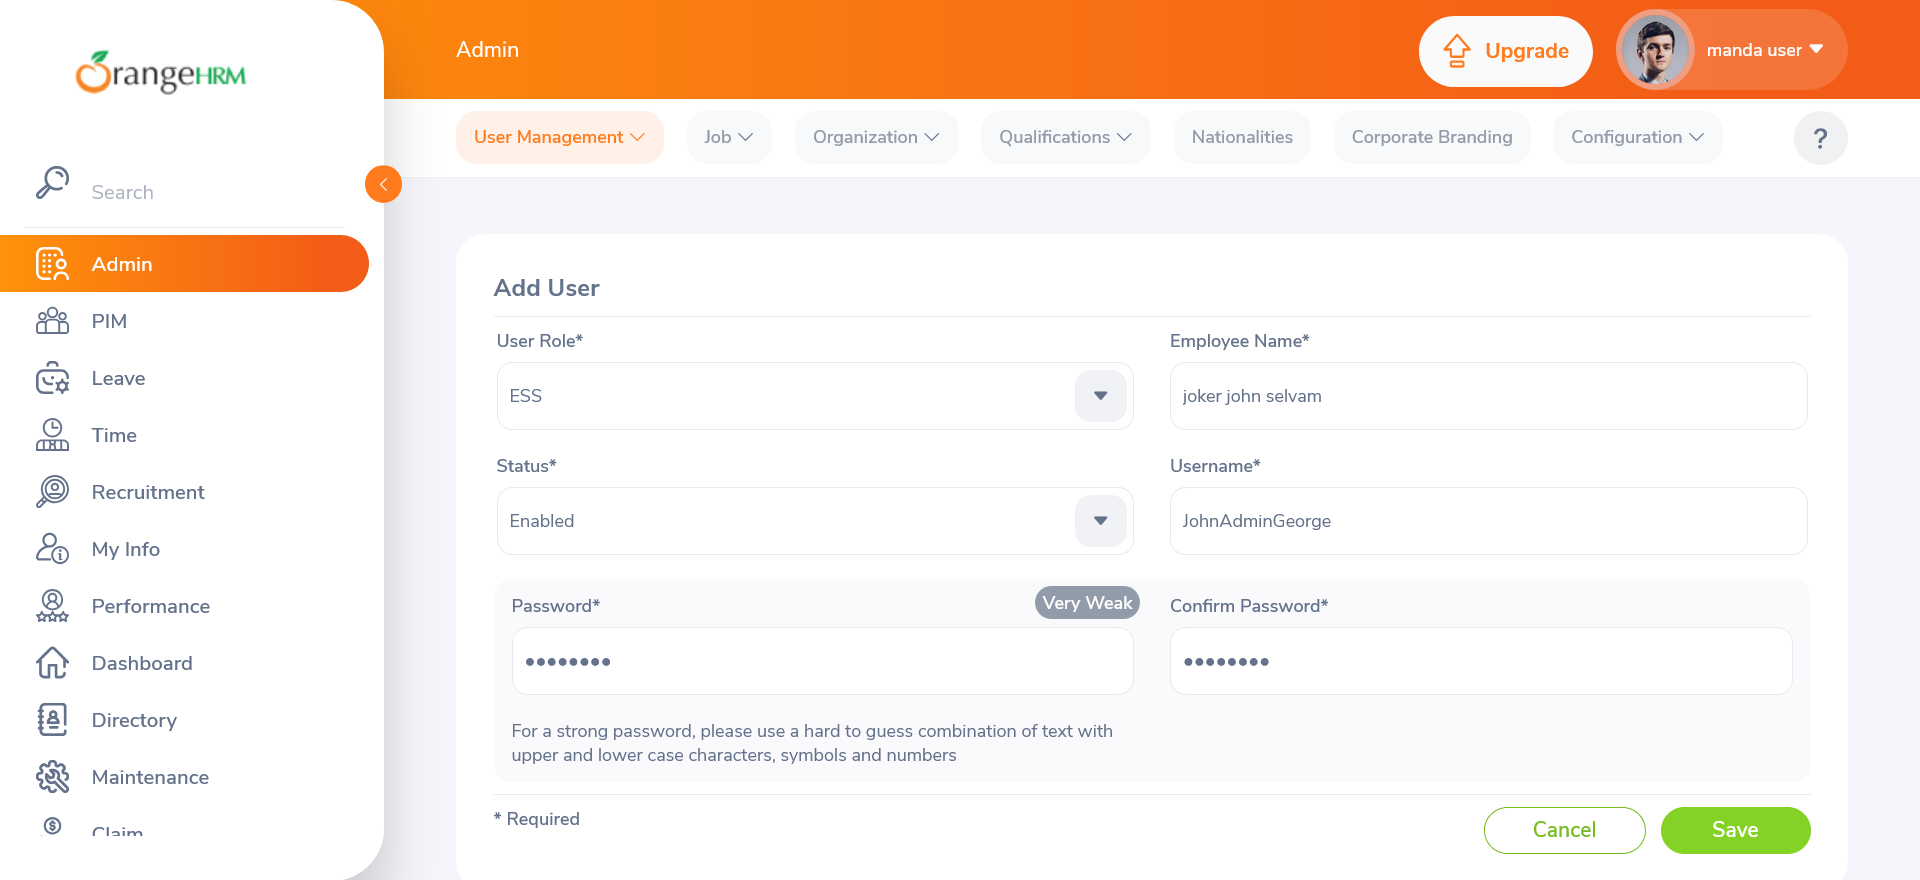 OrangeHRM
Search
Admin
PIM
Leave
Time
Recruitment
My Info
Performance
Dashboard
Directory
Maintenance
Claim
Admin
Upgrade
manda user
User Management
Job
Organization
Qualifications
Nationalities
Corporate Branding
Configuration
?
Add User
User Role*
Employee Name*
ESS
joker john selvam
Status*
Username*
Enabled
JohnAdminGeorge
Password*
Very Weak
Confirm Password*
••••••••
••••••••
For a strong password, please use a hard to guess combination of text with
upper and lower case characters, symbols and numbers
* Required
Cancel
Save